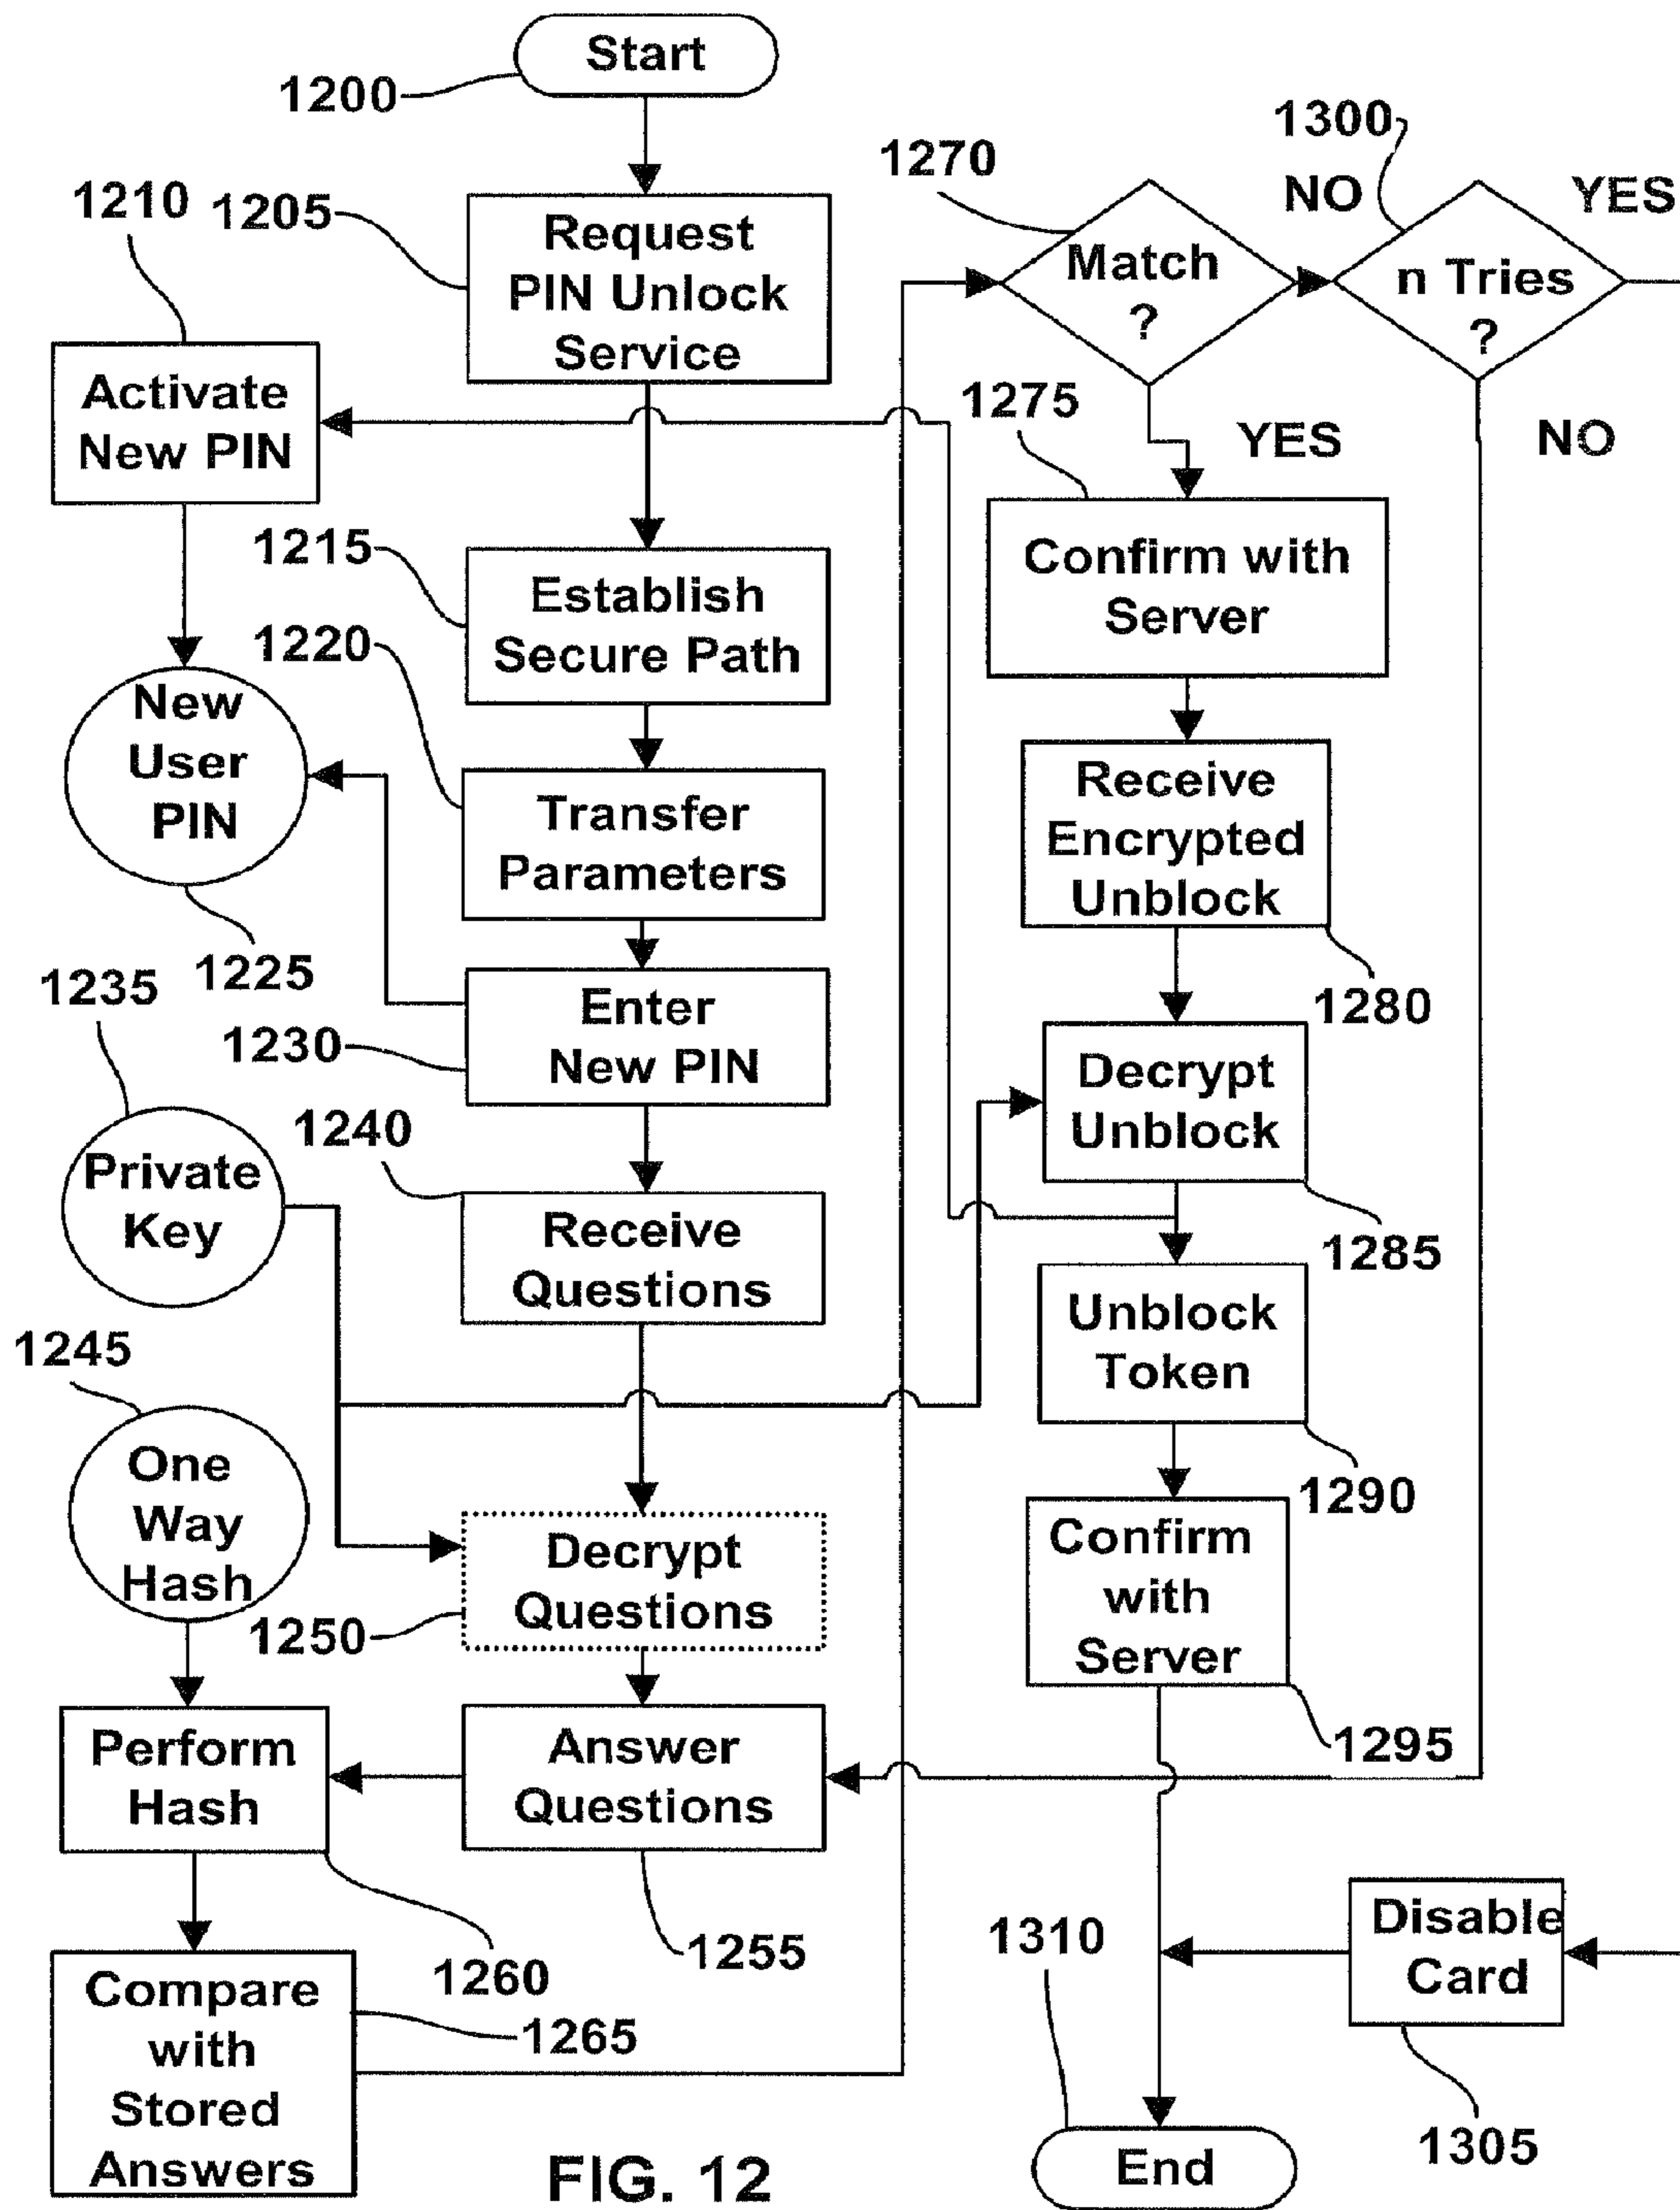 Start
1200
1205
Request
PIN Unlock
Service
1210
Activate
New PIN
1215
Establish
Secure Path
1220
Transfer
Parameters
New
User
PIN
1225
1230
Enter
New PIN
1235
Private
Key
1240
Receive
Questions
1245
One
Way
Hash
1250
Decrypt
Questions
Perform
Hash
1260
Answer
Questions
1255
Compare
with
Stored
Answers
1265
1270
Match
?
NO
1300
n Tries
?
YES
NO
YES
1275
Confirm with
Server
Receive
Encrypted
Unblock
1280
Decrypt
Unblock
1285
Unblock
Token
1290
Confirm
with
Server
1295
Disable
Card
1305
1310
End
FIG. 12